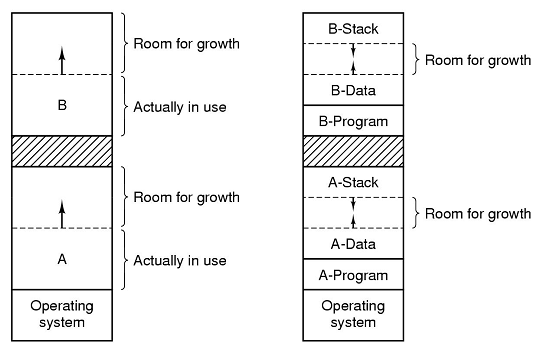 Room for growth
B
Actually in use
Room for growth
A
Actually in use
Operating
system
B-Stack
Room for growth
B-Data
B-Program
A-Stack
Room for growth
A-Data
A-Program
Operating
system